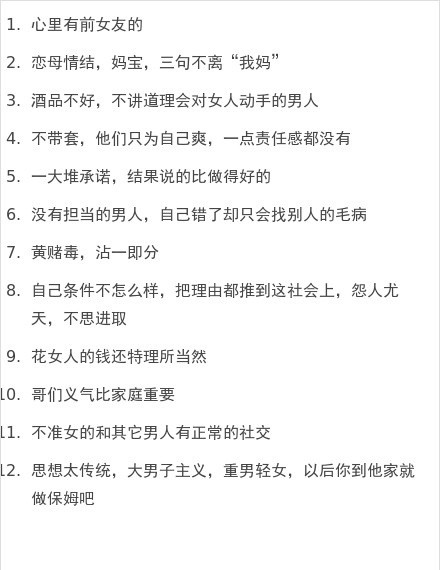 1. 心里有前女友的
2. 恋母情结，妈宝，三句不离“我妈”
3. 酒品不好，不讲道理会对女人动手的男人
4. 不带套，他们只为自己爽，一点责任感都没有
5. 一大堆承诺，结果说的比做得好的
6. 没有担当的男人，自己错了却只会找别人的毛病
7. 黄赌毒，沾一即分
8. 自己条件不怎么样，把理由都推到这社会上，怨人尤
天，不思进取
9. 花女人的钱还特理所当然
10. 哥们义气比家庭重要
11. 不准女的和其它男人有正常的社交
12. 思想太传统，大男子主义，重男轻女，以后你到他家就
做保姆吧